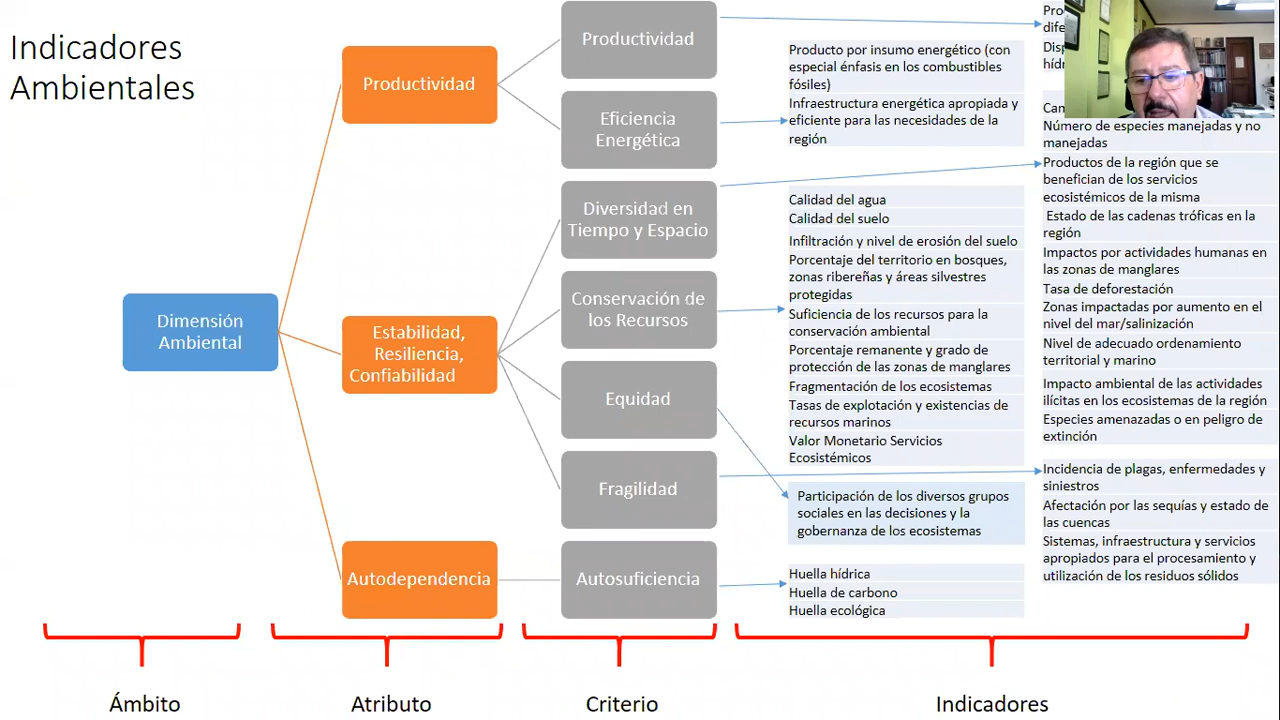 Indicadores
Ambientales
Dimensión
Ambiental
Productividad
Estabilidad,
Resiliencia,
Confiabilidad
Autodependencia
Productividad
Eficiencia
Energética
Diversidad en
Tiempo y Espacio
Conservación de
los Recursos
Equidad
Fragilidad
Autosuficiencia
Producto por insumo energético (con
especial énfasis en los combustibles
fósiles)
Infraestructura energética apropiada y
eficiente para las necesidades de la
región
Calidad del agua
Calidad del suelo
Infiltración y nivel de erosión del suelo
Porcentaje del territorio en bosques,
zonas ribereñas y áreas silvestres
protegidas
Suficiencia de los recursos para la
conservación ambiental
Porcentaje remanente y grado de
protección de las zonas de manglares
Fragmentación de los ecosistemas
Tasas de explotación y existencias de
recursos marinos
Valor Monetario Servicios
Ecosistémicos
Participación de los diversos grupos
sociales en las decisiones y la
gobernanza de los ecosistemas
Huella hídrica
Huella de carbono
Huella ecológica
Número de especies manejadas y no
manejadas
Productos de la región que se
benefician de los servicios
ecosistémicos de la misma
Estado de las cadenas tróficas en la
región
Impactos por actividades humanas en
las zonas de manglares
Tasa de deforestación
Zonas impactadas por aumento en el
nivel del mar/salinización
Nivel de adecuado ordenamiento
territorial y marino
Impacto ambiental de las actividades
ilícitas en los ecosistemas de la región
Especies amenazadas o en peligro de
extinción
Incidencia de plagas, enfermedades y
siniestros
Afectación por las sequías y estado de
las cuencas
Sistemas, infraestructura y servicios
apropiados para el procesamiento y
utilización de los residuos sólidos
Ámbito
Atributo
Criterio
Indicadores